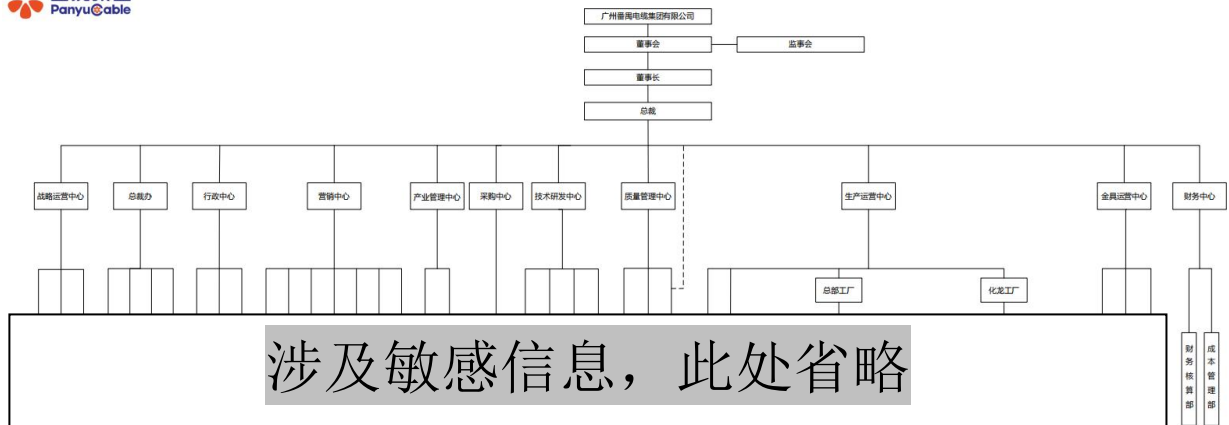 Panyu Cable
广州番禺电缆集团有限公司
董事会
监事会
董事长
总裁
战略运营中心
总裁办
行政中心
营销中心
产业管理中心
采购中心
技术研发中心
质量管理中心
生产运营中心
金具运营中心
财务中心
总部工厂
化龙工厂
涉及敏感信息，此处省略
财务核算部
成本管理部